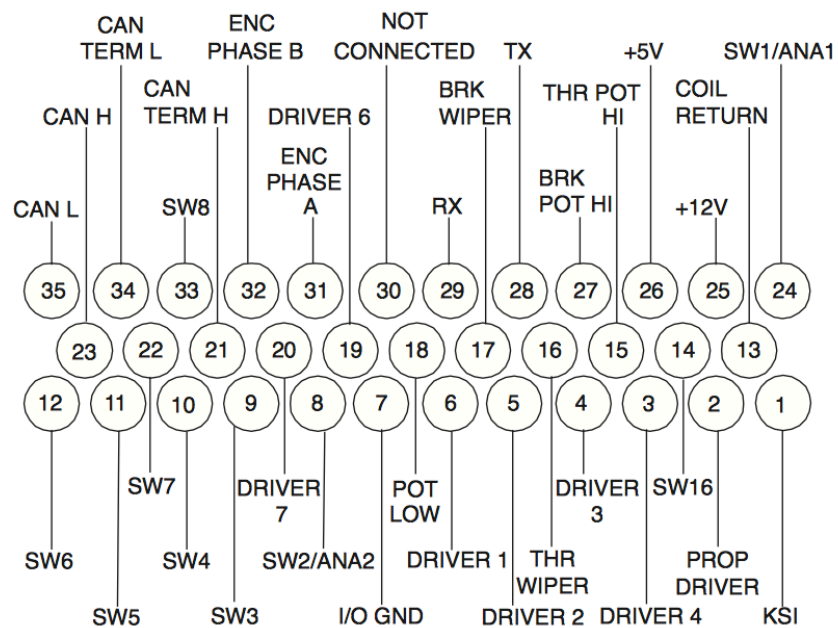 CAN
TERM L
ENC
PHASE B
NOT
CONNECTED
TX
+5V
SW1/ANA1
CAN H
CAN
TERM H
DRIVER 6
BRK
WIPER
THR POT
HI
COIL
RETURN
CAN L
SW8
ENC
PHASE
A
RX
BRK
POT HI
+12V
35 34 33 32 31 30 29 28 27 26 25 24
23 22 21 20 19 18 17 16 15 14 13
12 11 10 9 8 7 6 5 4 3 2 1
SW7
DRIVER
7
POT
LOW
DRIVER
3
SW16
SW6
SW4
SW2/ANA2
DRIVER 1
THR
WIPER
PROP
DRIVER
SW5
SW3
I/O GND
DRIVER 2
DRIVER 4
KSI